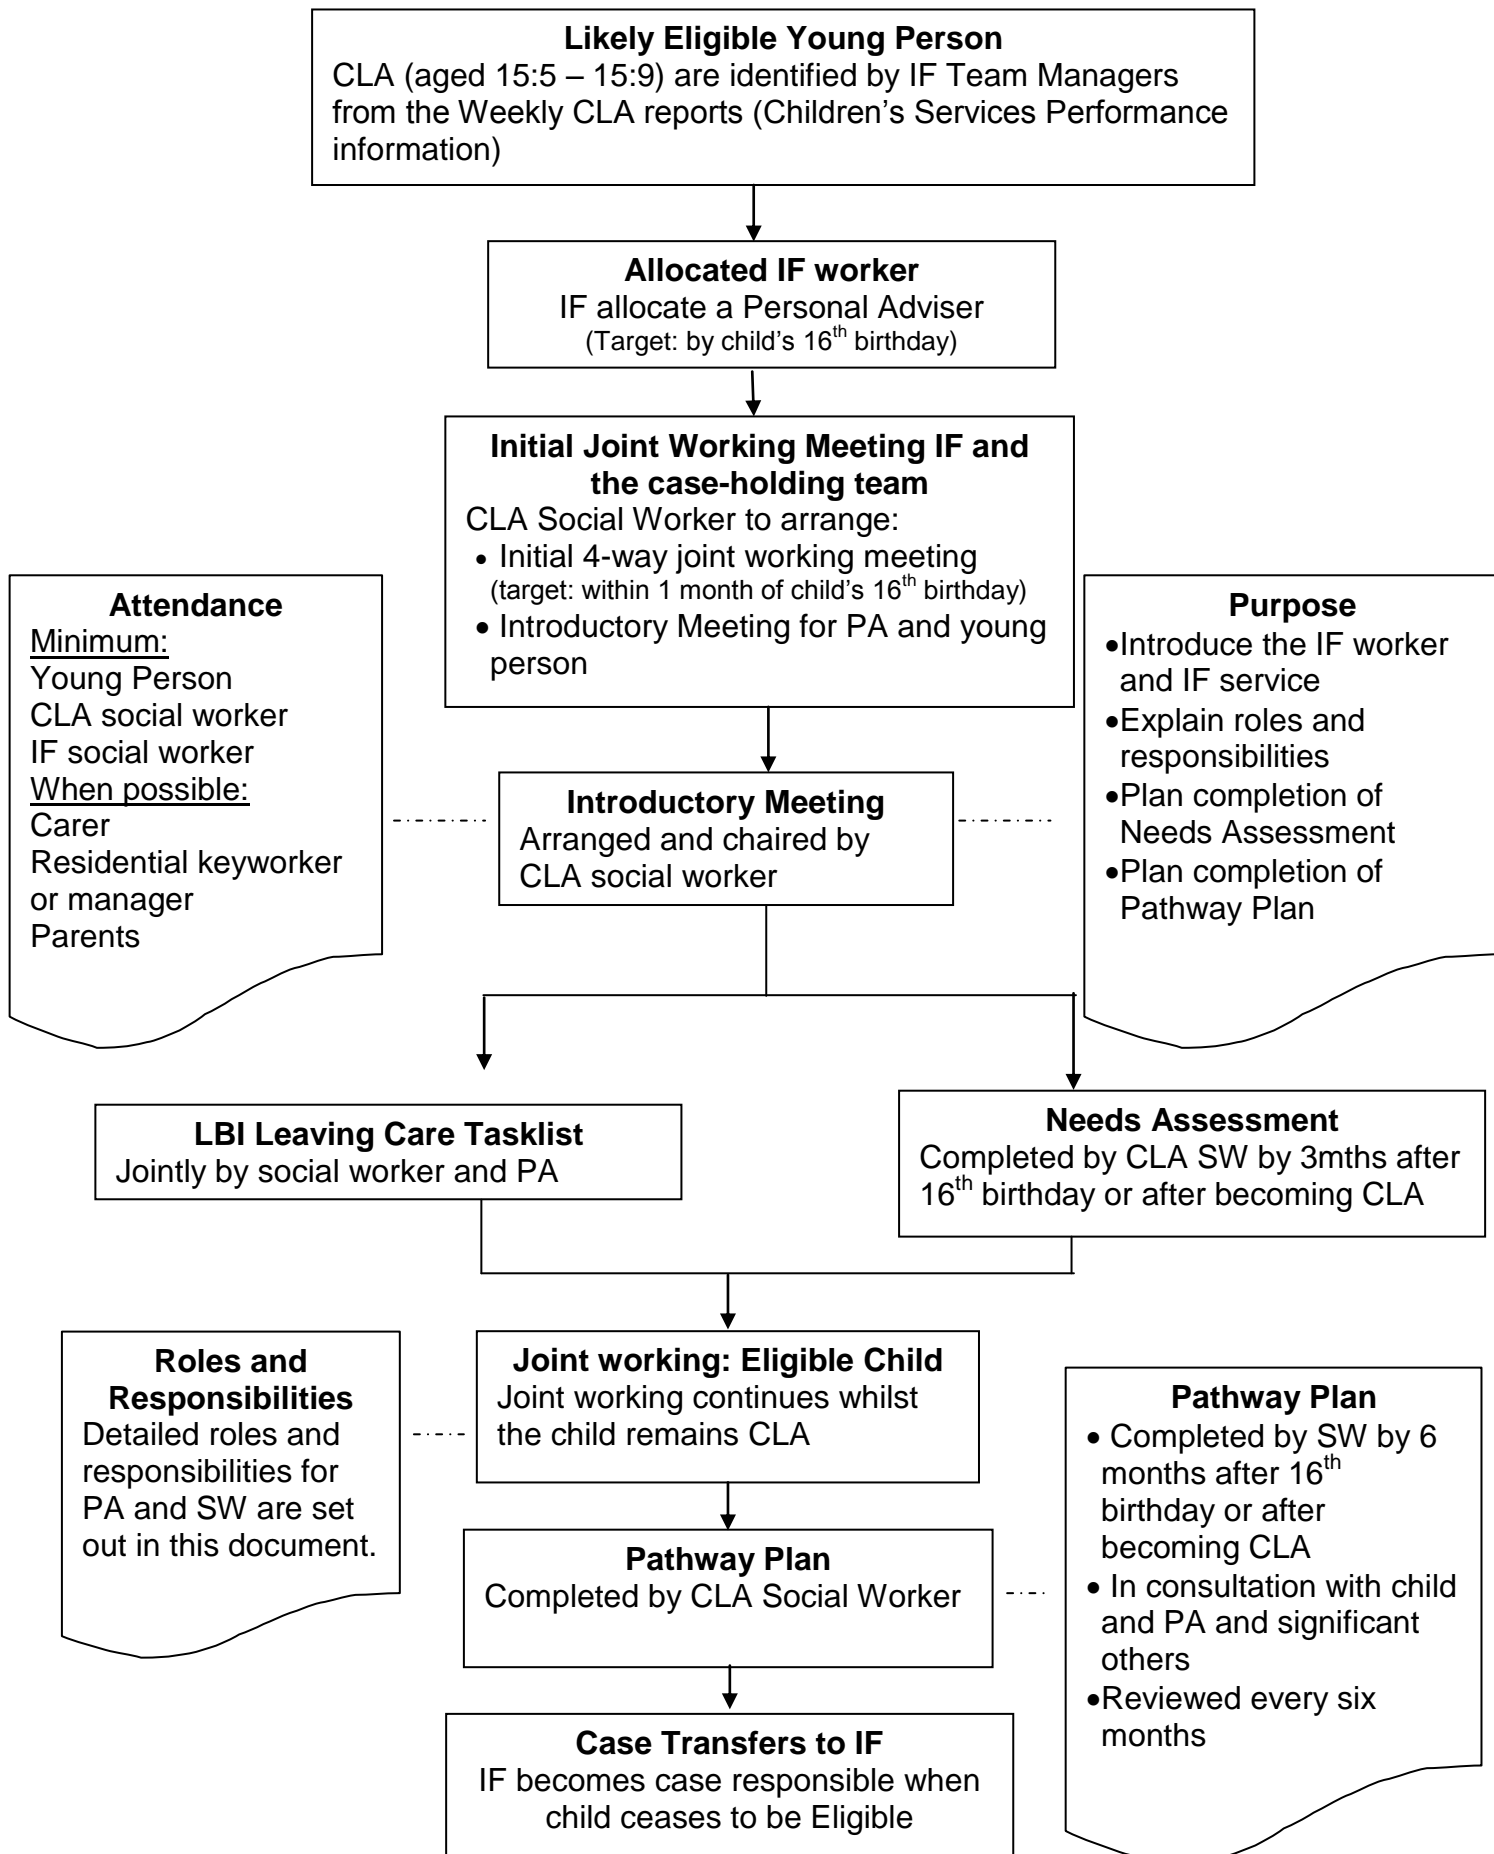 Likely Eligible Young Person
CLA (aged 15:5 – 15:9) are identified by IF Team Managers
from the Weekly CLA reports (Children’s Services Performance
information)
Allocated IF worker
IF allocate a Personal Adviser
(Target: by child’s 16th birthday)
Initial Joint Working Meeting IF and
the case-holding team
CLA Social Worker to arrange:
• Initial 4-way joint working meeting
(target: within 1 month of child’s 16th birthday)
• Introductory Meeting for PA and young
person
Attendance
Minimum:
Young Person
CLA social worker
IF social worker
When possible:
Carer
Residential keyworker
or manager
Parents
Introductory Meeting
Arranged and chaired by
CLA social worker
Purpose
•Introduce the IF worker
and IF service
•Explain roles and
responsibilities
•Plan completion of
Needs Assessment
•Plan completion of
Pathway Plan
LBI Leaving Care Tasklist
Jointly by social worker and PA
Needs Assessment
Completed by CLA SW by 3mths after
16th birthday or after becoming CLA
Roles and
Responsibilities
Detailed roles and
responsibilities for
PA and SW are set
out in this document.
Joint working: Eligible Child
Joint working continues whilst
the child remains CLA
Pathway Plan
Completed by CLA Social Worker
Pathway Plan
• Completed by SW by 6
months after 16th
birthday or after
becoming CLA
• In consultation with child
and PA and significant
others
•Reviewed every six
months
Case Transfers to IF
IF becomes case responsible when
child ceases to be Eligible